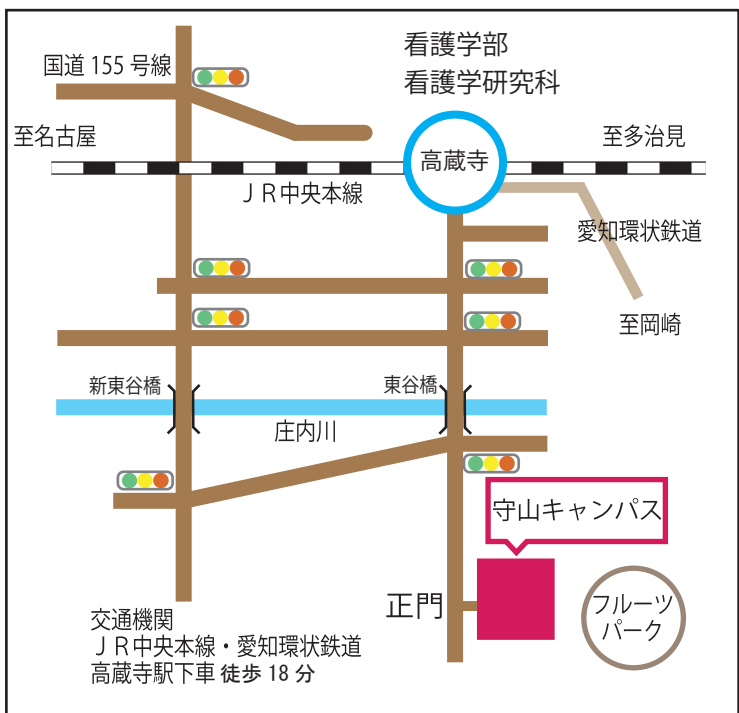 看護学部
看護学研究科
国道 155 号線
至名古屋
高蔵寺
至多治見
ＪＲ中央本線
愛知環状鉄道
至岡崎
新東谷橋
東谷橋
庄内川
守山キャンパス
正門
フルーツ
パーク
交通機関
ＪＲ中央本線・愛知環状鉄道
高蔵寺駅下車 徒歩 18 分